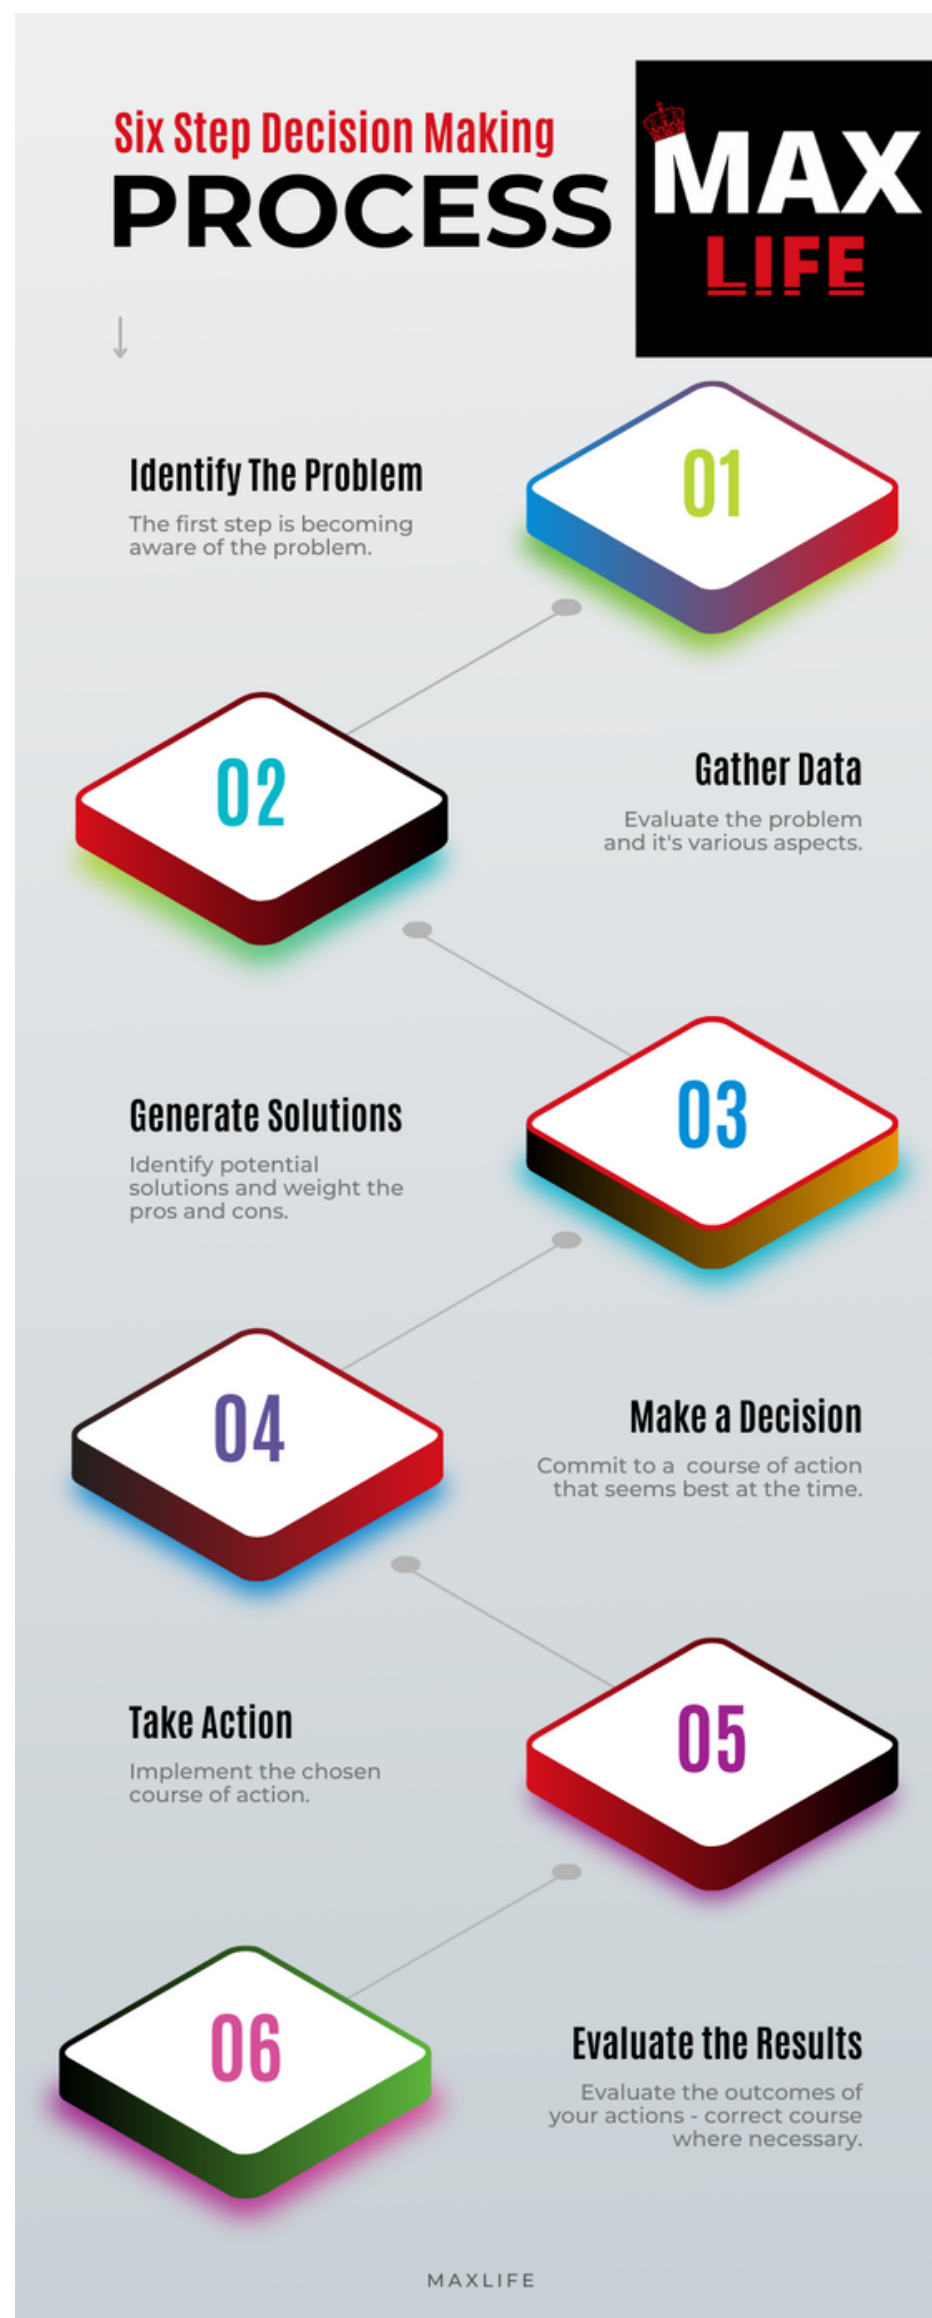 Six Step Decision Making
PROCESS
MAX
LIFE
01
Identify The Problem
The first step is becoming
aware of the problem.
02
Gather Data
Evaluate the problem
and it's various aspects.
03
Generate Solutions
Identify potential
solutions and weight the
pros and cons.
04
Make a Decision
Commit to a  course of action
that seems best at the time.
05
Take Action
Implement the chosen
course of action.
06
Evaluate the Results
Evaluate the outcomes of
your actions - correct course
where necessary.
MAXLIFE